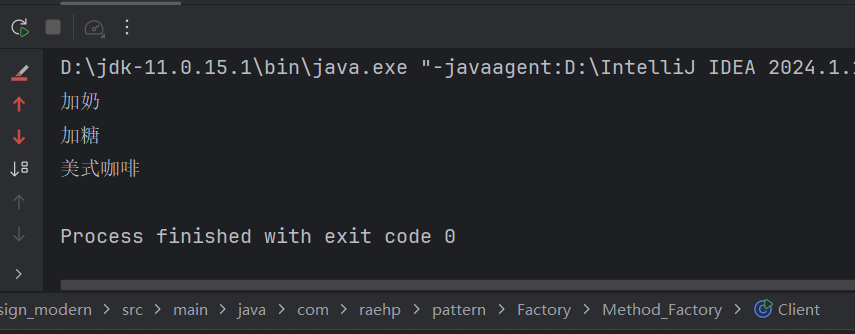 D:\jdk-11.0.15.1\bin\java.exe "-javaagent:D:\IntelliJ IDEA 2024.1.
加奶
加糖
美式咖啡
Process finished with exit code 0
sign_modern > src > main > java > com > raehp > pattern > Factory > Method_Factory > Client